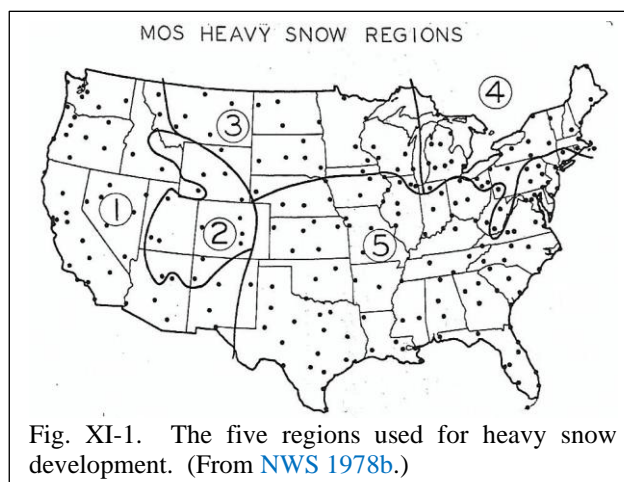 MOS HEAVY SNOW REGIONS
4
3
1
2
5
Fig. XI-1. The five regions used for heavy snow
development. (From NWS 1978b.)